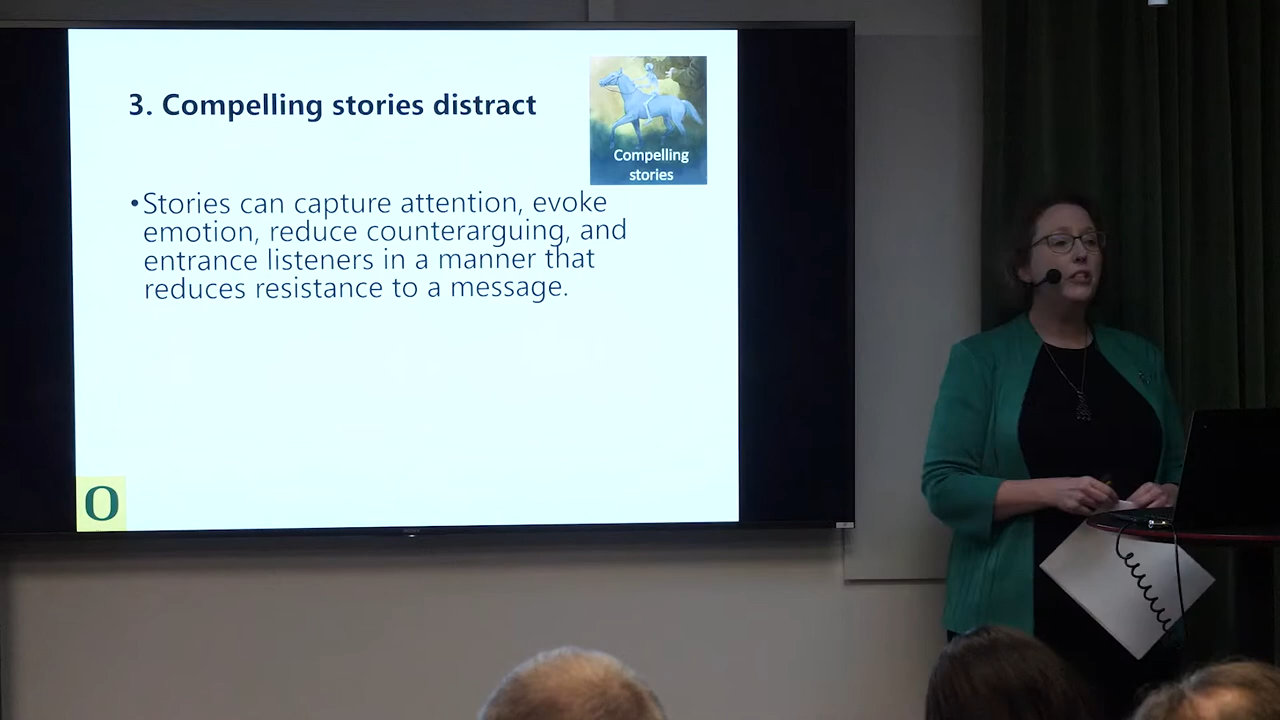 3. Compelling stories distract
Compelling
stories
•Stories can capture attention, evoke
emotion, reduce counterarguing, and
entrance listeners in a manner that
reduces resistance to a message.
O